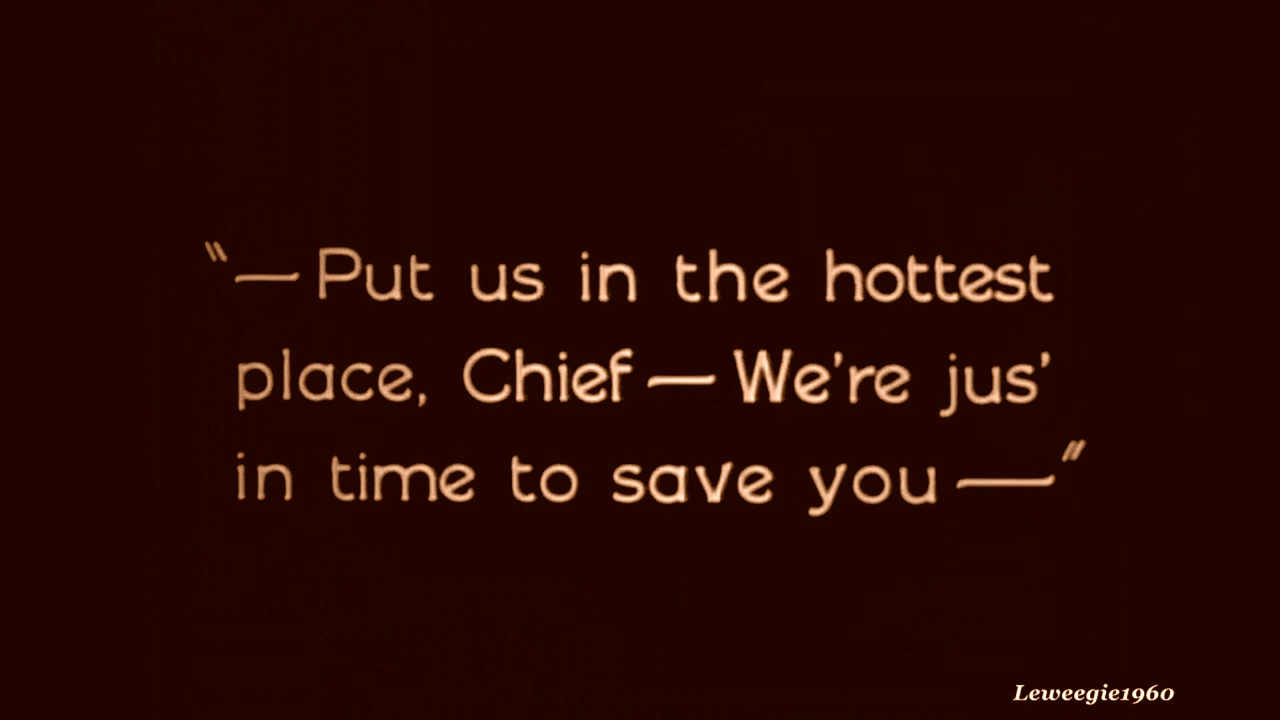 "— Put us in the hottest
place, Chief — We're jus'
in time to save you —"
Leweegie1960